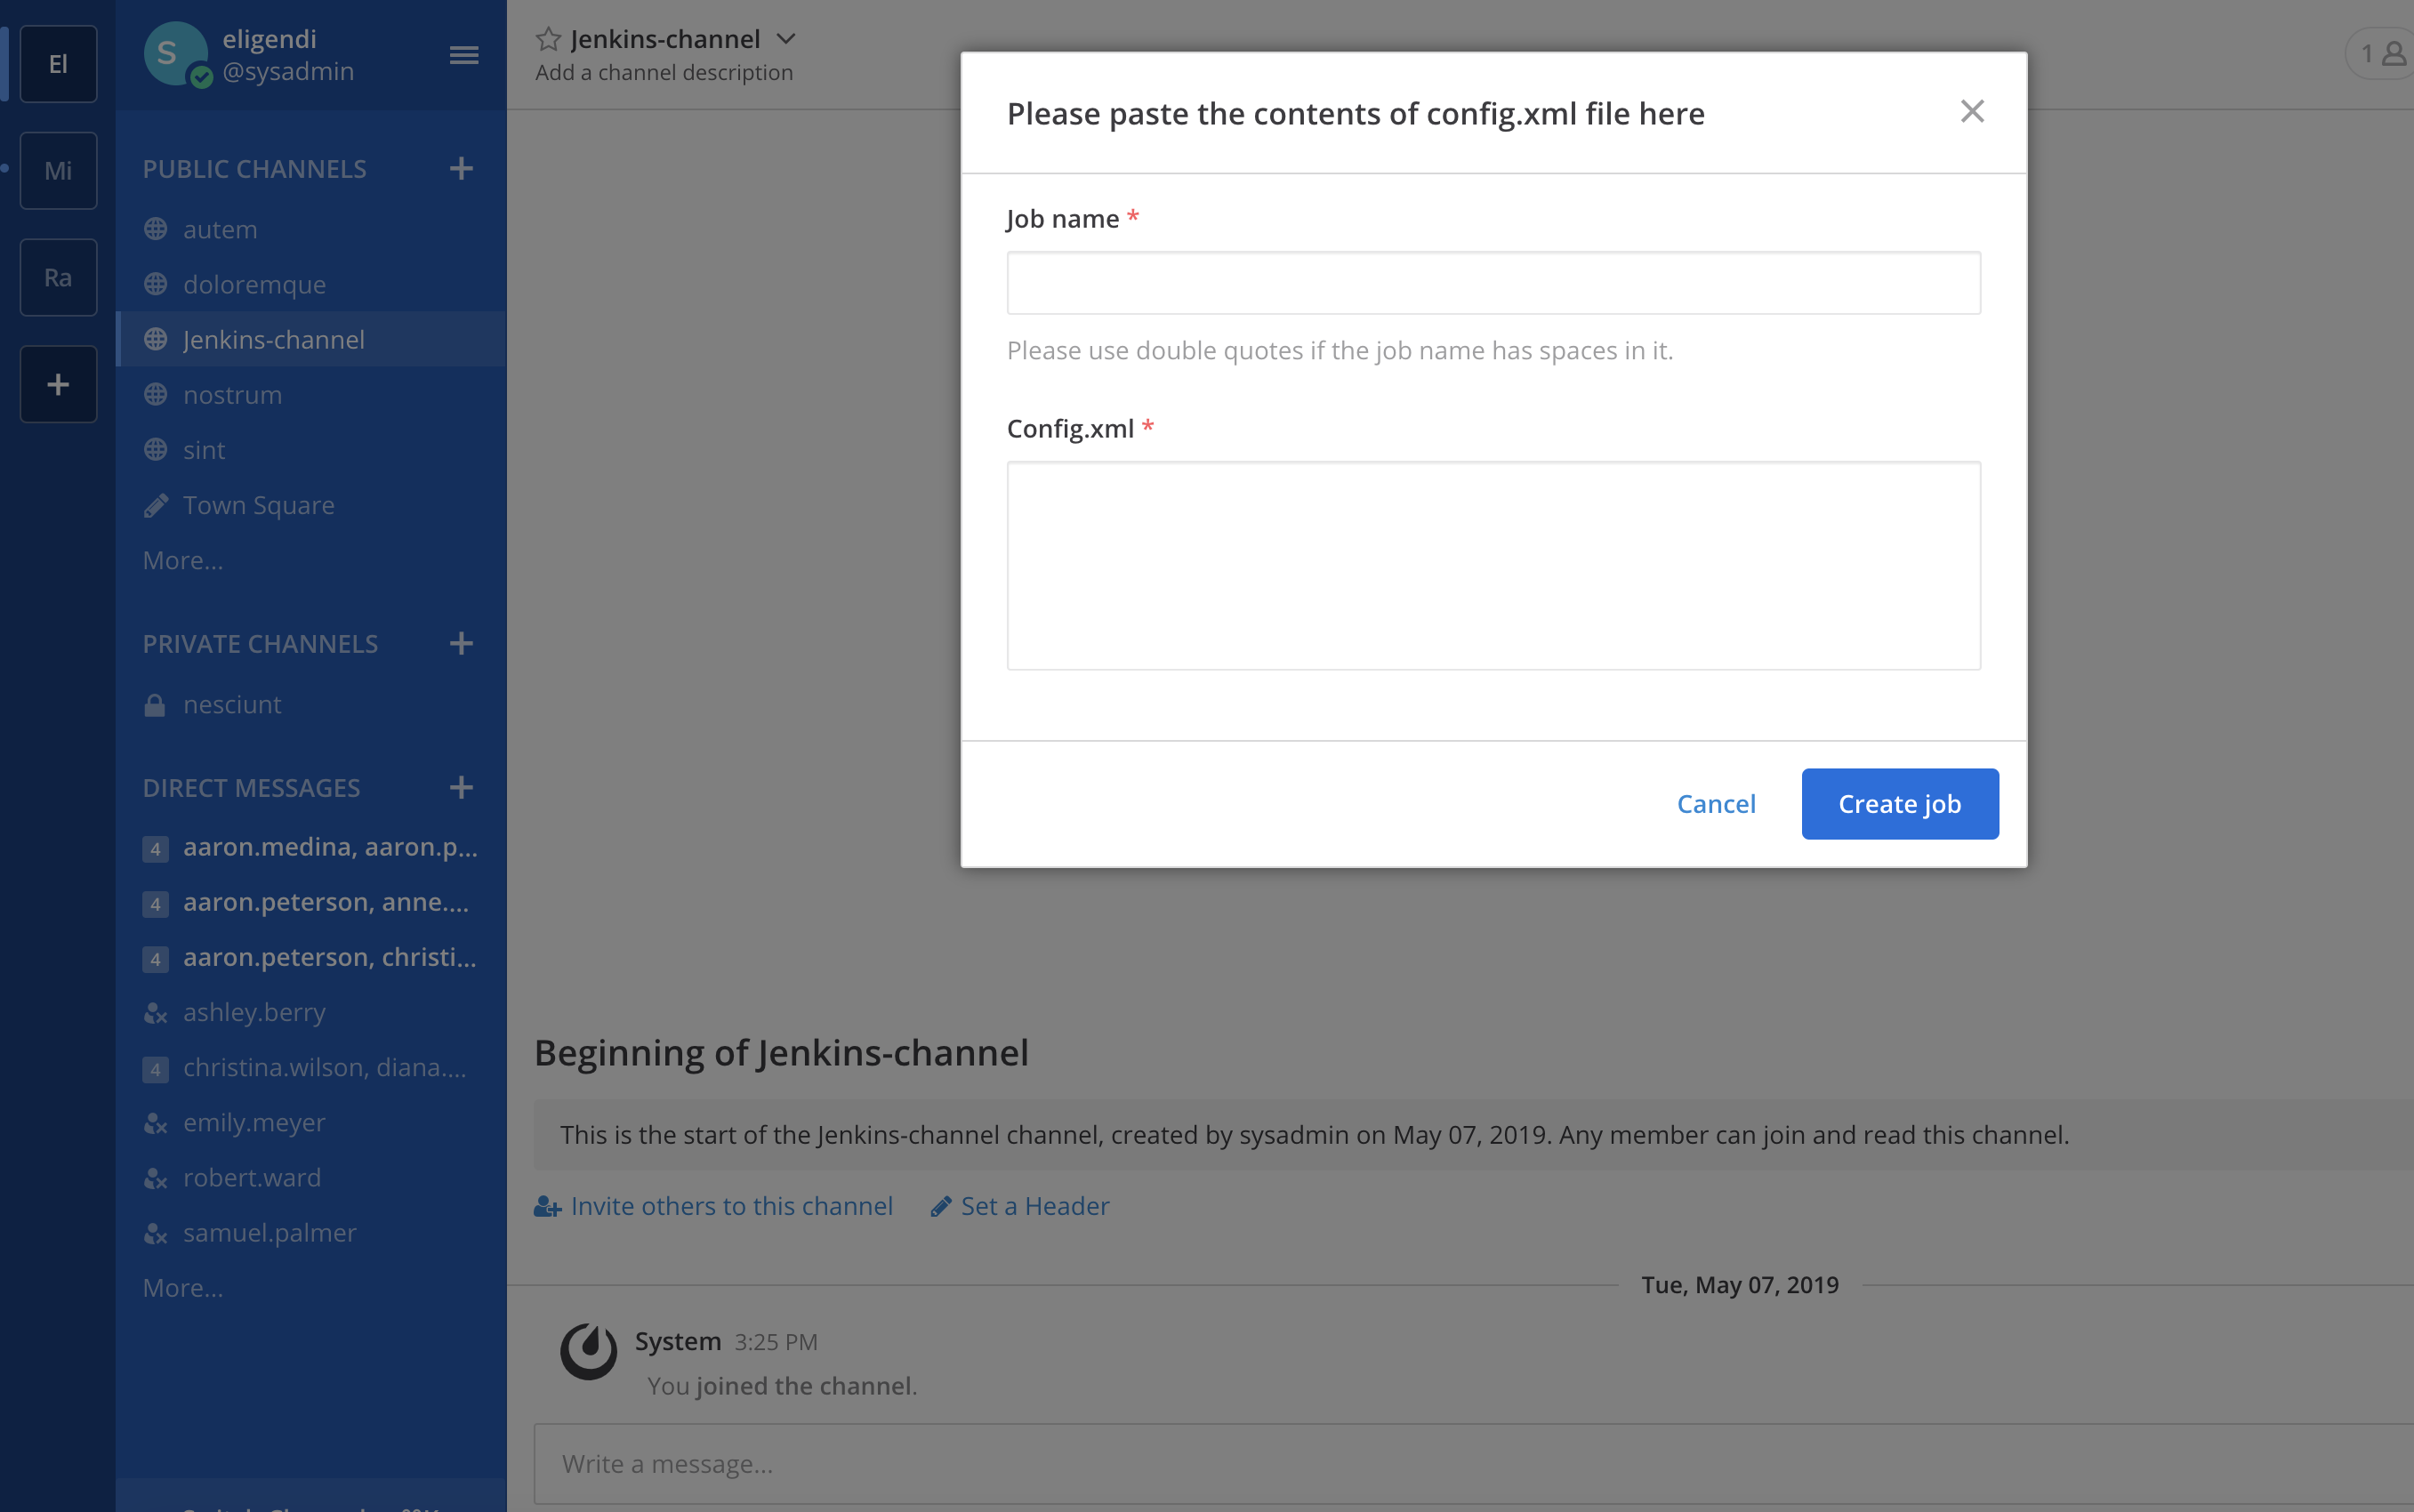 El
Mi
Ra
S
eligendi
@sysadmin
PUBLIC CHANNELS
autem
doloremque
Jenkins-channel
nostrum
sint
Town Square
More...
PRIVATE CHANNELS
nesciunt
DIRECT MESSAGES
4 aaron.medina, aaron.p...
4 aaron.peterson, anne....
4 aaron.peterson, christi...
ashley.berry
4 christina.wilson, diana....
emily.meyer
robert.ward
samuel.palmer
More...
Jenkins-channel
Add a channel description
1
Please paste the contents of config.xml file here
Job name *
Please use double quotes if the job name has spaces in it.
Config.xml *
Cancel
Create job
Beginning of Jenkins-channel
This is the start of the Jenkins-channel channel, created by sysadmin on May 07, 2019. Any member can join and read this channel.
Invite others to this channel
Set a Header
Tue, May 07, 2019
System 3:25 PM
You joined the channel.
Write a message...